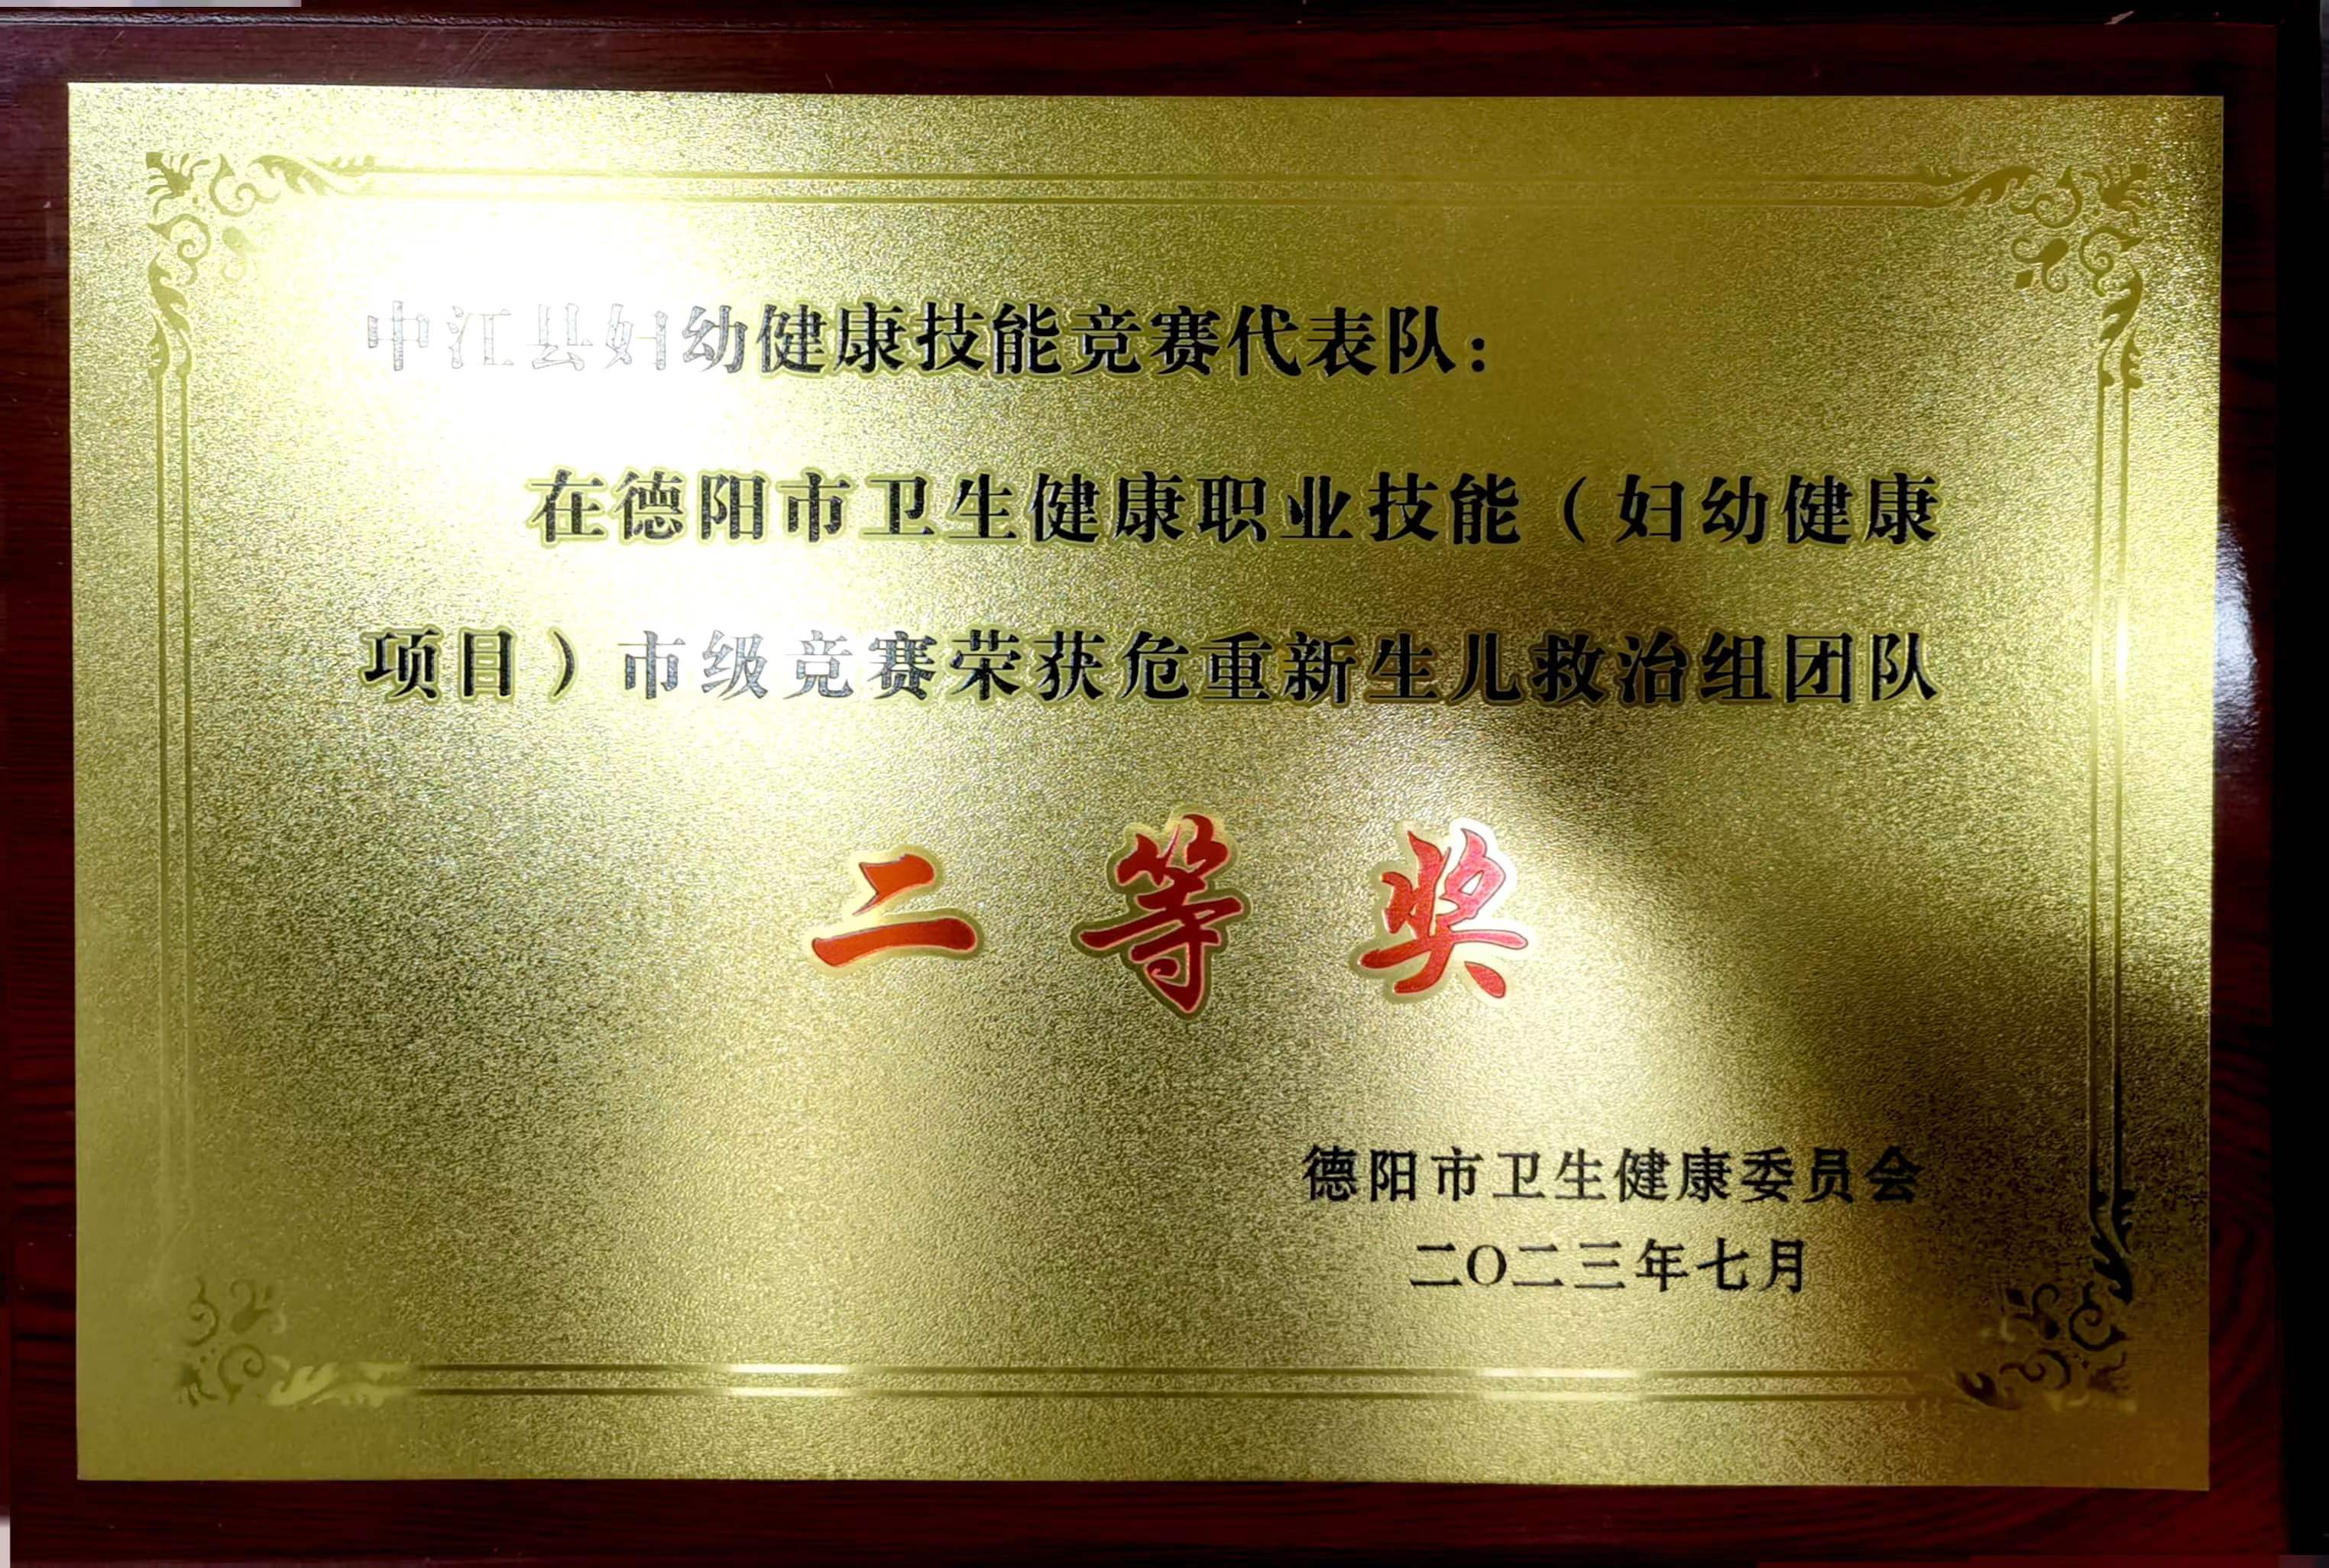 中江县妇幼健康技能竞赛代表队：
在德阳市卫生健康职业技能（妇幼健康
项目）市级竞赛荣获危重新生儿救治组团队
二等奖
德阳市卫生健康委员会
二〇二三年七月